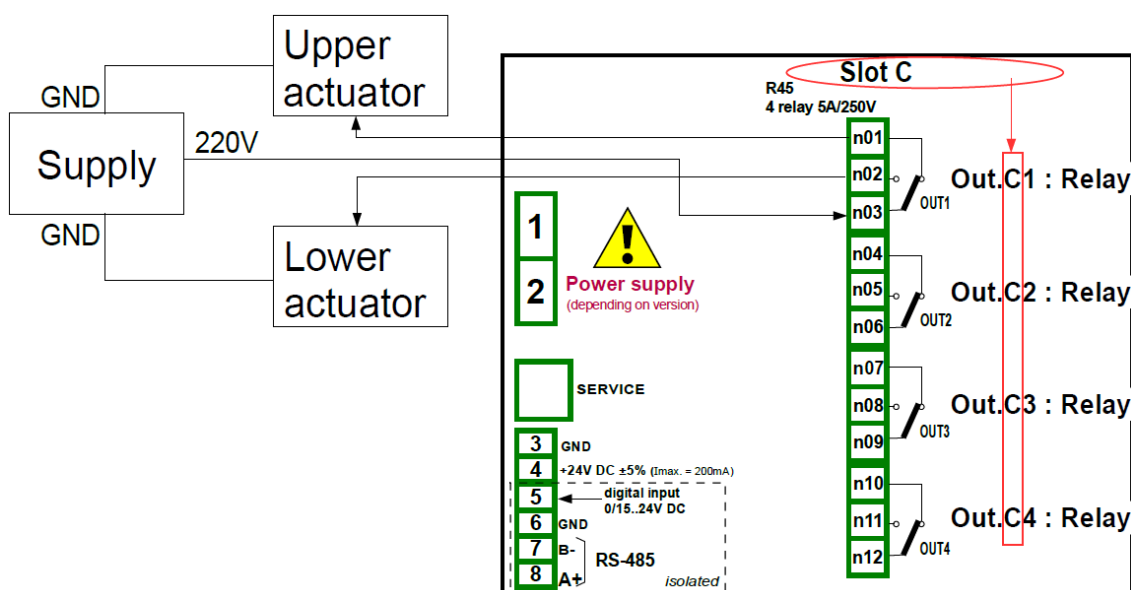 Upper
actuator
GND
Supply
220V
GND
Lower
actuator
Slot C
R45
4 relay 5A/250V
n01
n02
n03
OUT1
Out.C1 : Relay
n04
n05
n06
OUT2
Out.C2 : Relay
n07
n08
n09
OUT3
Out.C3 : Relay
n10
n11
n12
OUT4
Out.C4 : Relay
1
2
!
Power supply
(depending on version)
SERVICE
3 GND
4 +24V DC ±5% (Imax. = 200mA)
5 digital input
0/15..24V DC
6 GND
7 B-
8 A+
RS-485
isolated